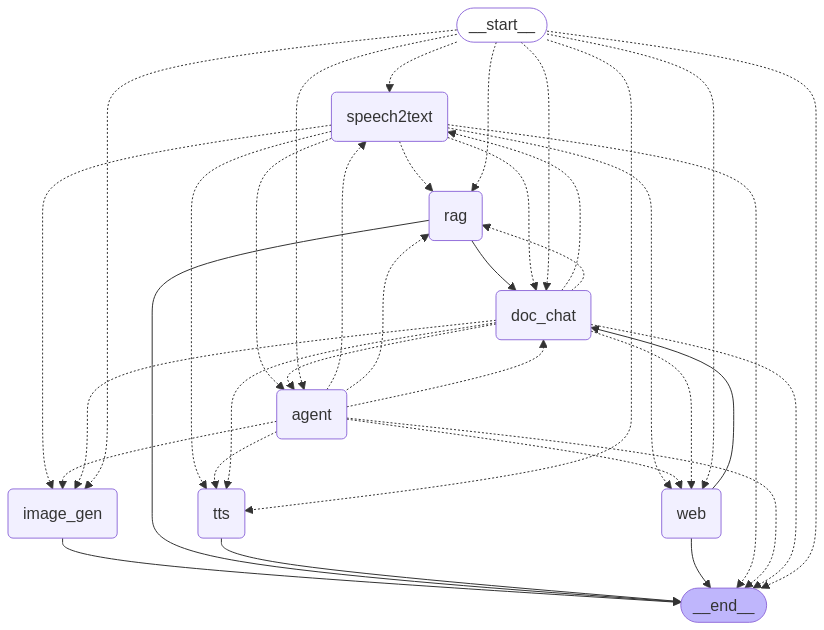 __start__
speech2text
rag
doc_chat
agent
image_gen
tts
web
__end__